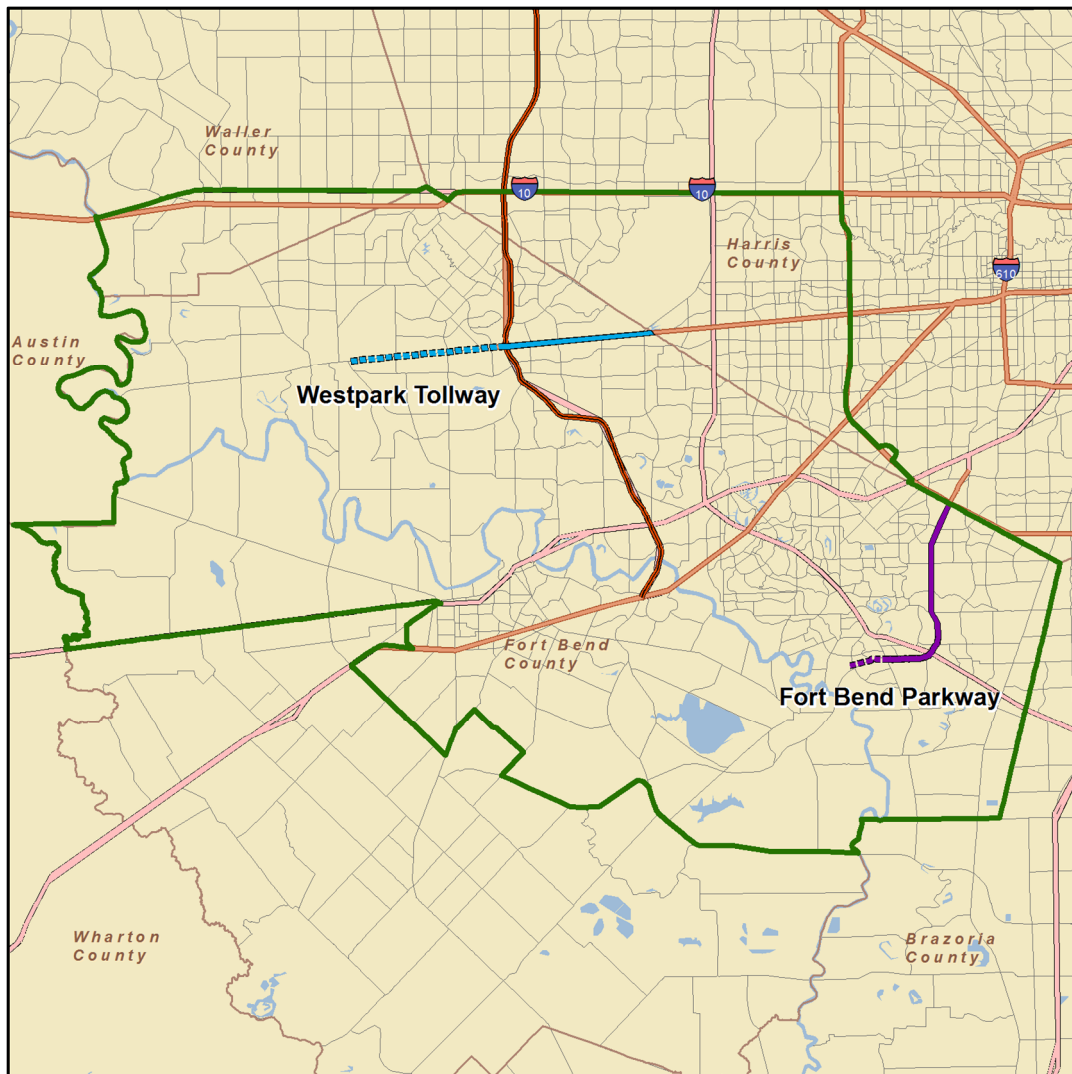 Waller
County
10
10
Harris
County
610
Austin
County
Westpark Tollway
Fort Bend
County
Fort Bend Parkway
Wharton
County
Brazoria
County